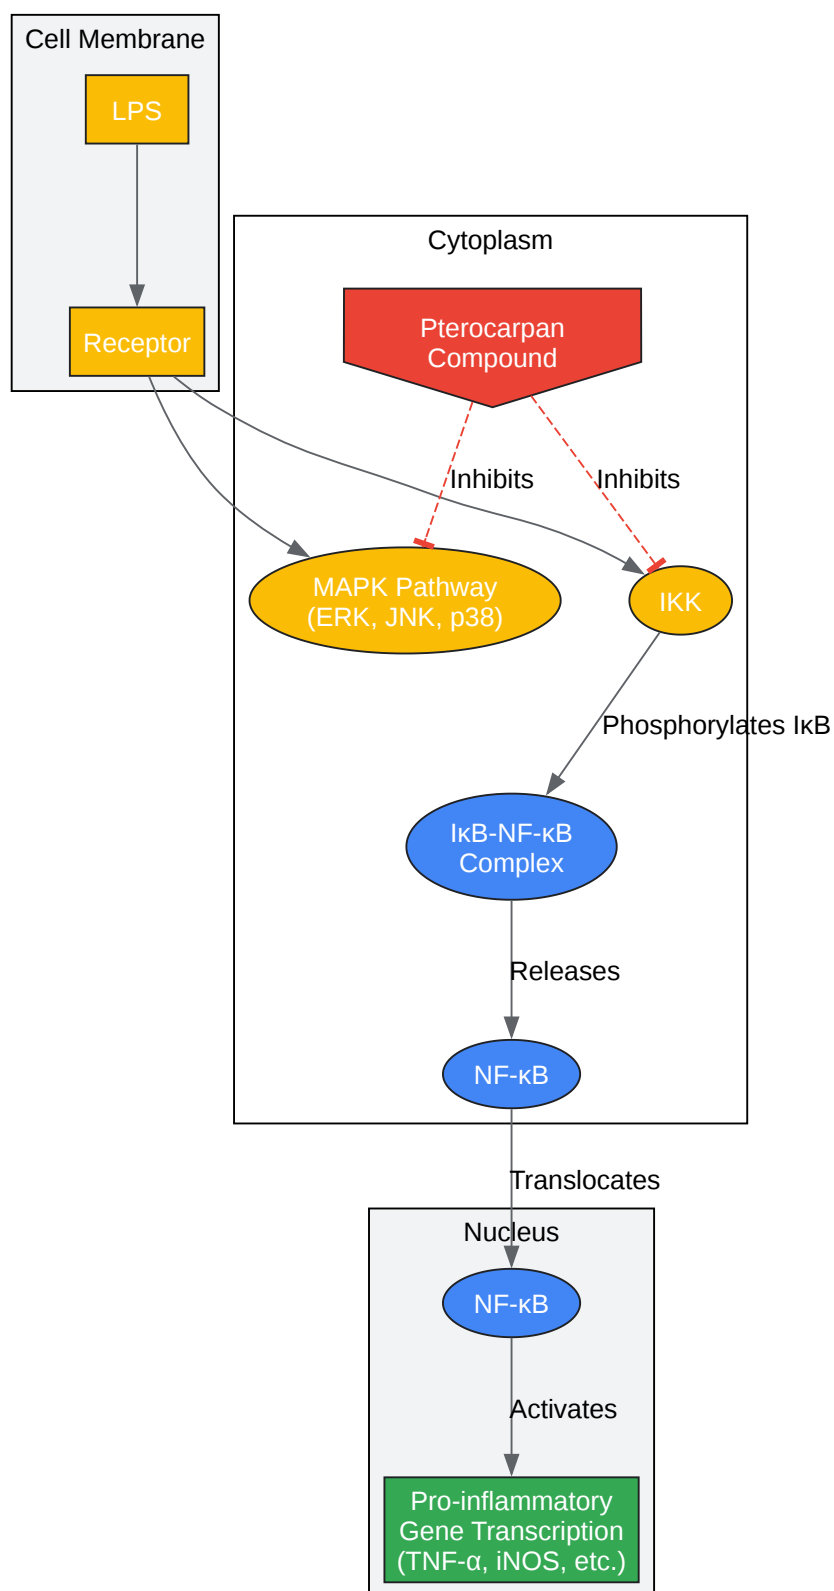 Cell Membrane
LPS
Receptor
Cytoplasm
Pterocarpan
Compound
Inhibits
Inhibits
MAPK Pathway
(ERK, JNK, p38)
IKK
Phosphorylates IκB
IκB-NF-κB
Complex
Releases
NF-κB
Translocates
Nucleus
NF-κB
Activates
Pro-inflammatory
Gene Transcription
(TNF-α, iNOS, etc.)